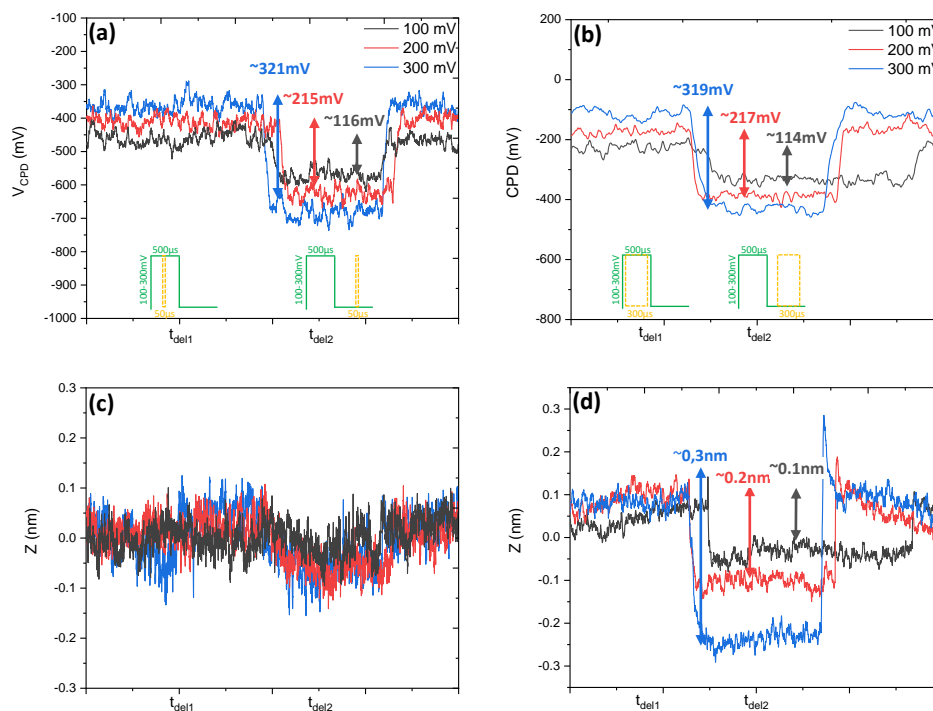 (a)
100 mV
200 mV
300 mV
~321mV
~215mV
~116mV
-100
-200
-300
-400
-500
-600
-700
-800
-900
-1000
V_CPD (mV)
500µs
100-300mV
50µs
500µs
100-300mV
50µs
t_del1
t_del2
(b)
100 mV
200 mV
300 mV
~319mV
~217mV
~114mV
200
0
-200
-400
-600
-800
CPD (mV)
500µs
100-300mV
300µs
500µs
100-300mV
300µs
t_del1
t_del2
(c)
0.3
0.2
0.1
0.0
-0.1
-0.2
-0.3
Z (nm)
t_del1
t_del2
(d)
~0,3nm
~0.2nm
~0.1nm
0.3
0.2
0.1
0.0
-0.1
-0.2
-0.3
Z (nm)
t_del1
t_del2